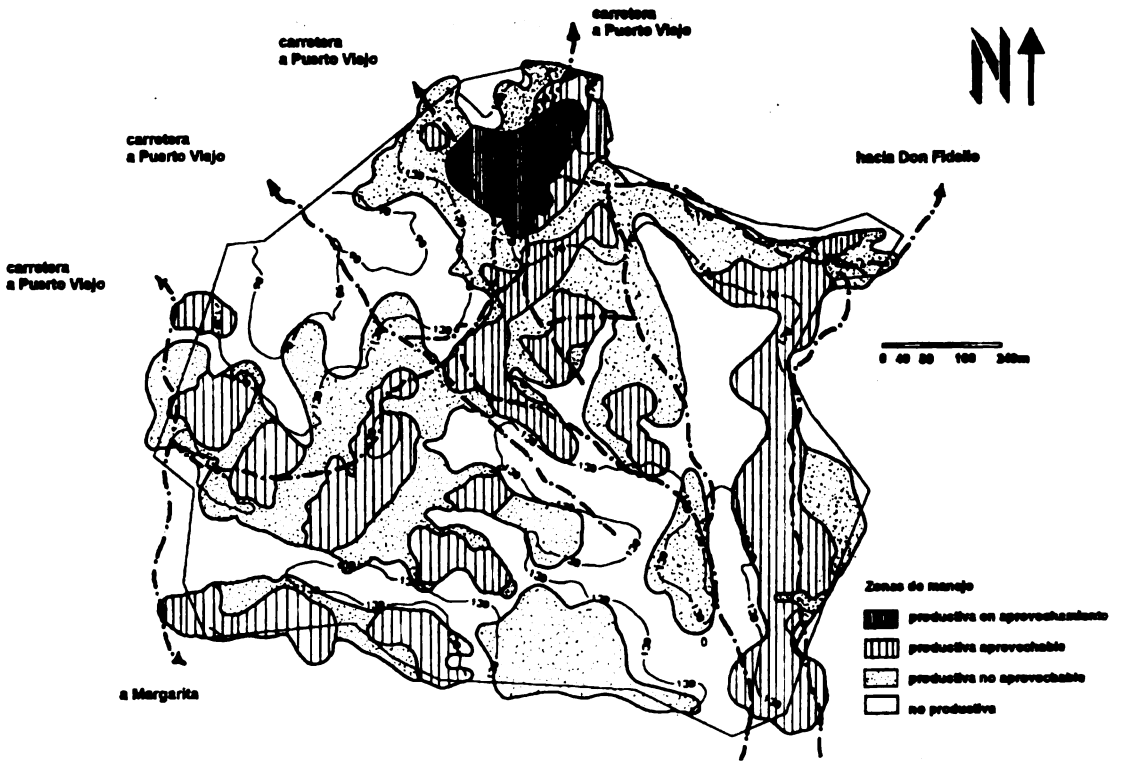 carretera
a Puerto Viejo
carretera
a Puerto Viejo
N
carretera
a Puerto Viejo
hacia Don Fidelio
carretera
a Puerto Viejo
0 40 80 160 240m
Zonas de manejo
productiva en aprovechamiento
productiva aprovechable
productiva no aprovechable
no productiva
a Margarita